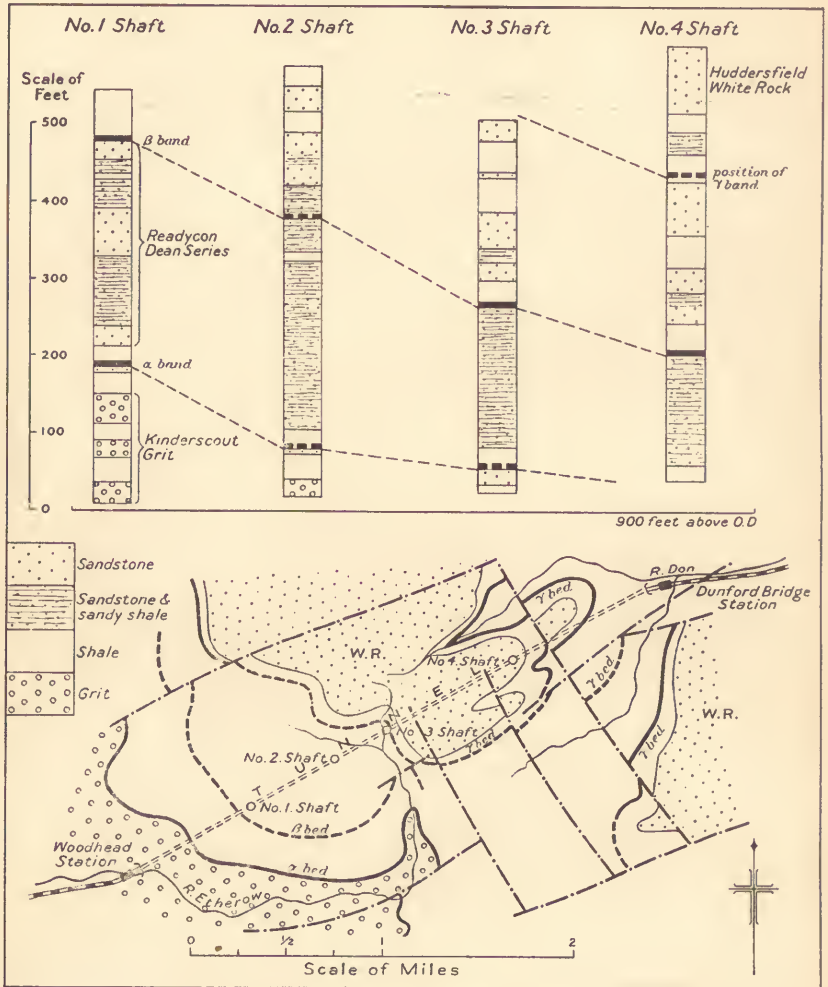 No.1 Shaft
No.2 Shaft
No.3 Shaft
No.4 Shaft
Scale of
Feet
500
400
300
200
100
0
β band
Readycon
Dean Series
α band
Kinderscout
Grit
Huddersfield
White Rock
position of
γ band
900 feet above O.D
Sandstone
Sandstone &
sandy shale
Shale
Grit
R. Don
Dunford Bridge
Station
γ bed
W.R.
No 4. Shaft
No 3 Shaft
γ bed
γ bed
γ bed
W.R.
No.2. Shaft
No.1. Shaft
TUNNEL
β bed
γ bed
Woodhead
Station
R. Etherow
0 ½ 1 2
Scale of Miles